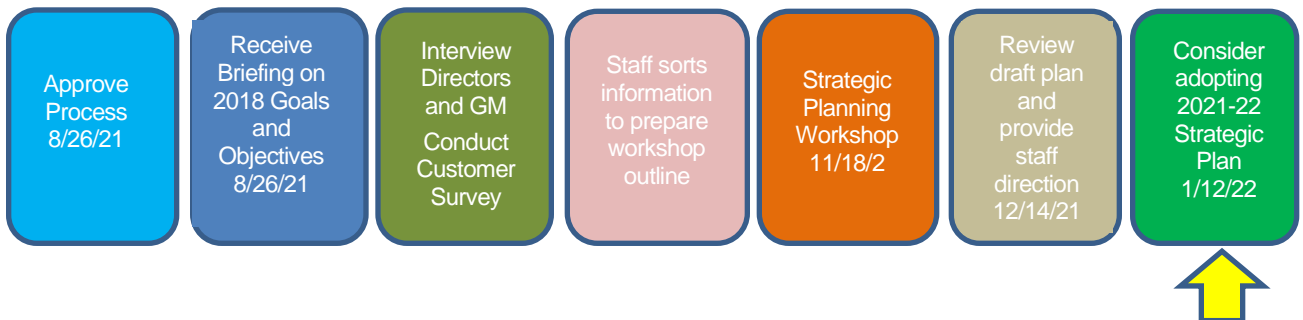 Approve
Process
8/26/21
Receive
Briefing on
2018 Goals
and
Objectives
8/26/21
Interview
Directors
and GM
Conduct
Customer
Survey
Staff sorts
information
to prepare
workshop
outline
Strategic
Planning
Workshop
11/18/2
Review
draft plan
and
provide
staff
direction
12/14/21
Consider
adopting
2021-22
Strategic
Plan
1/12/22